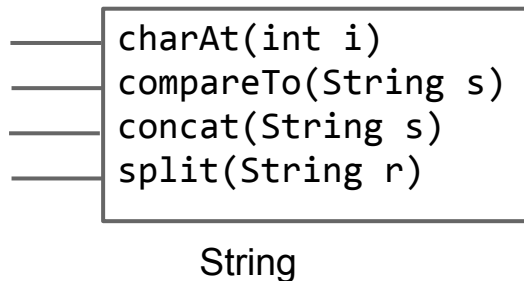 charAt(int i)
compareTo(String s)
concat(String s)
split(String r)
String